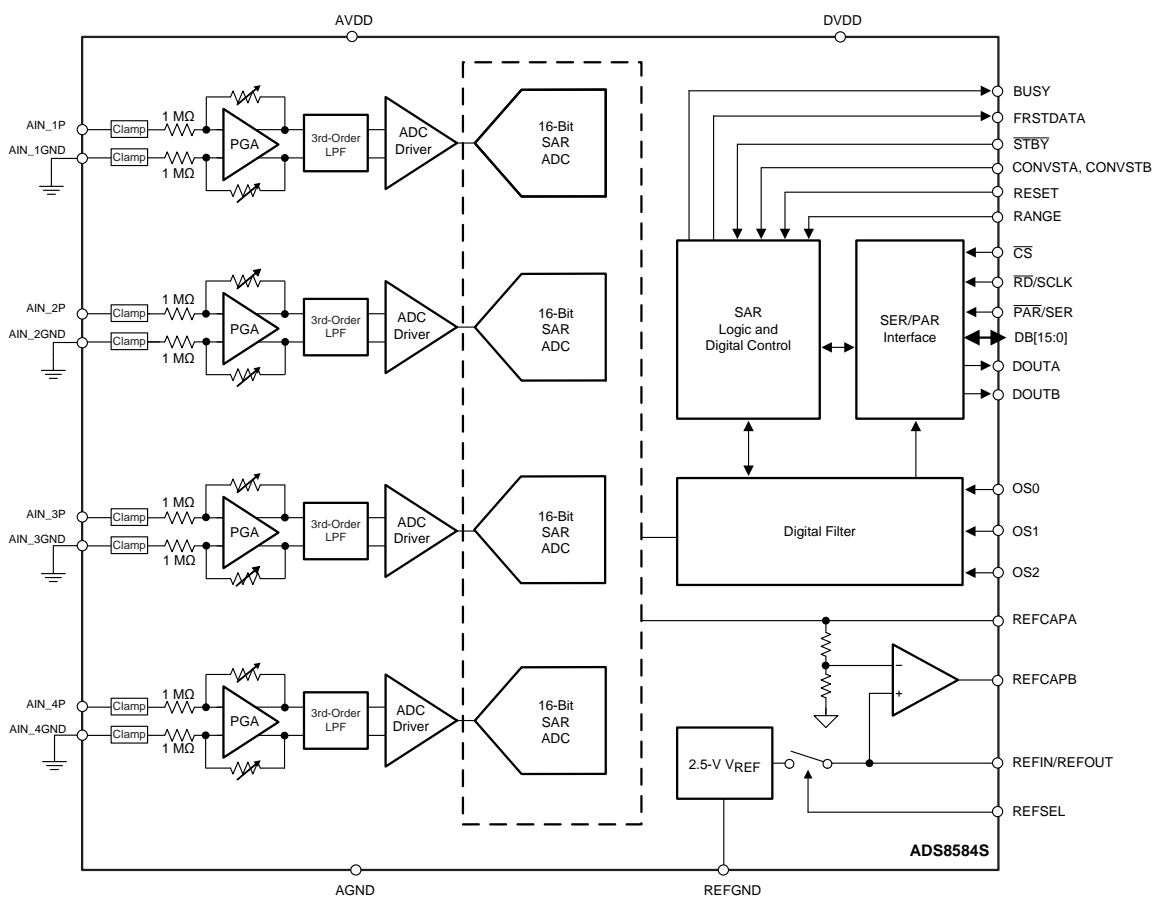 AVDD
DVDD
AIN_1P
Clamp
1 MΩ
PGA
3rd-Order
LPF
ADC
Driver
16-Bit
SAR
ADC
AIN_1GND
Clamp
1 MΩ
AIN_2P
Clamp
1 MΩ
PGA
3rd-Order
LPF
ADC
Driver
16-Bit
SAR
ADC
AIN_2GND
Clamp
1 MΩ
AIN_3P
Clamp
1 MΩ
PGA
3rd-Order
LPF
ADC
Driver
16-Bit
SAR
ADC
AIN_3GND
Clamp
1 MΩ
AIN_4P
Clamp
1 MΩ
PGA
3rd-Order
LPF
ADC
Driver
16-Bit
SAR
ADC
AIN_4GND
Clamp
1 MΩ
BUSY
FRSTDATA
STBY
CONVSTA, CONVSTB
RESET
RANGE
SAR
Logic and
Digital Control
SER/PAR
Interface
CS
RD/SCLK
PAR/SER
DB[15:0]
DOUTA
DOUTB
Digital Filter
OS0
OS1
OS2
REFCAPA
−
+
REFCAPB
2.5-V VREF
REFIN/REFOUT
REFSEL
ADS8584S
AGND
REFGND